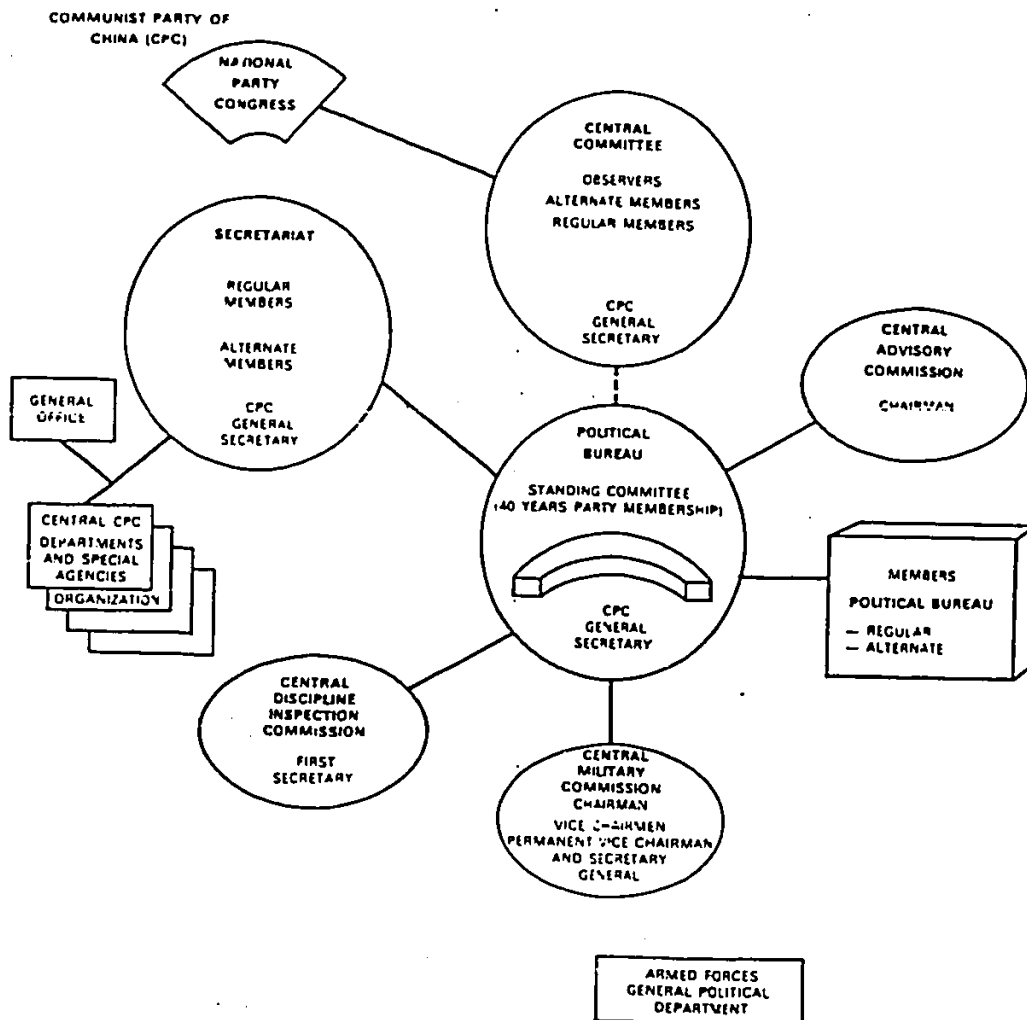 COMMUNIST PARTY OF
CHINA (CPC)
NATIONAL
PARTY
CONGRESS
CENTRAL
COMMITTEE
OBSERVERS
ALTERNATE MEMBERS
REGULAR MEMBERS
CPC
GENERAL
SECRETARY
SECRETARIAT
REGULAR
MEMBERS
ALTERNATE
MEMBERS
CPC
GENERAL
SECRETARY
CENTRAL
ADVISORY
COMMISSION
CHAIRMAN
GENERAL
OFFICE
POLITICAL
BUREAU
STANDING COMMITTEE
(40 YEARS PARTY MEMBERSHIP)
CPC
GENERAL
SECRETARY
CENTRAL CPC
DEPARTMENTS
AND SPECIAL
AGENCIES
ORGANIZATION
MEMBERS
POLITICAL BUREAU
— REGULAR
— ALTERNATE
CENTRAL
DISCIPLINE
INSPECTION
COMMISSION
FIRST
SECRETARY
CENTRAL
MILITARY
COMMISSION
CHAIRMAN
VICE CHAIRMEN
PERMANENT VICE CHAIRMAN
AND SECRETARY
GENERAL
ARMED FORCES
GENERAL POLITICAL
DEPARTMENT